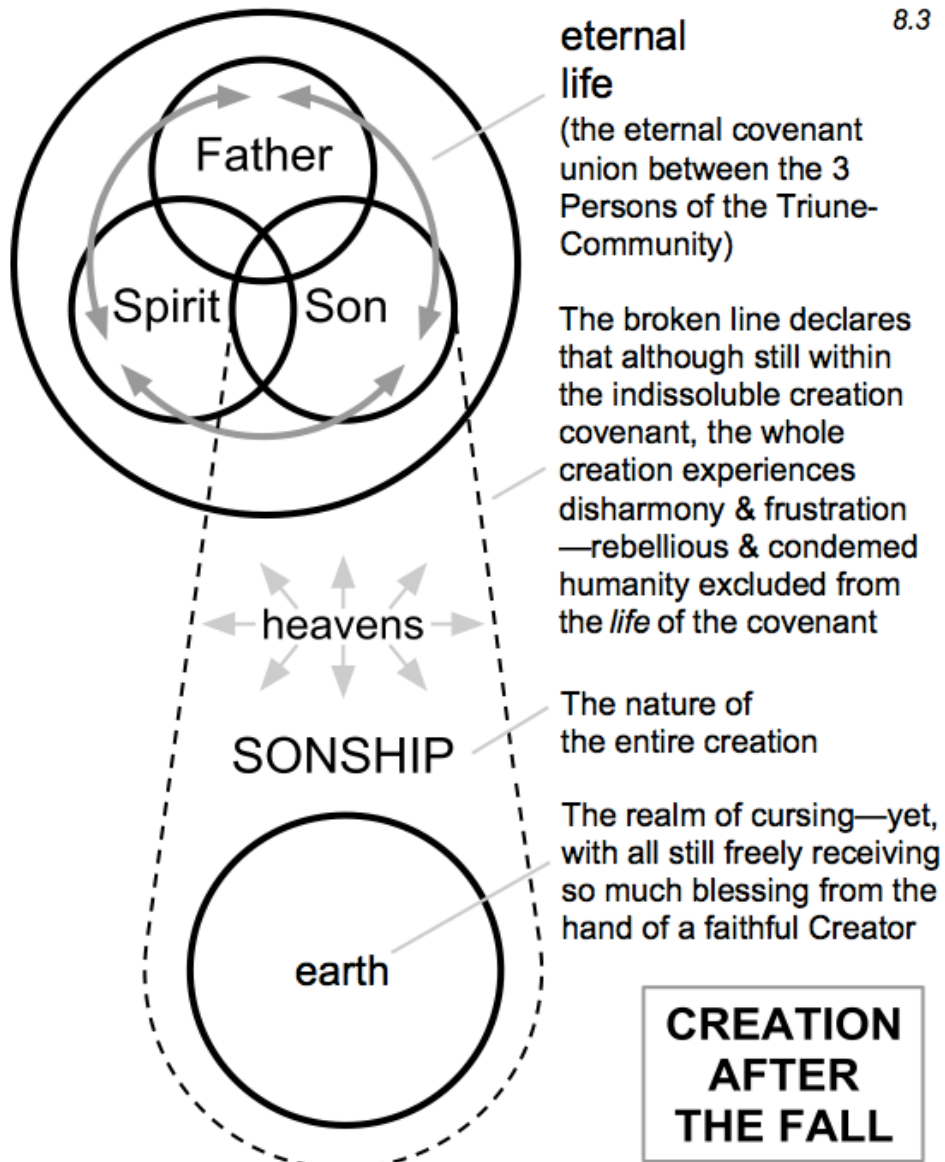 8.3
eternal
life
(the eternal covenant
union between the 3
Persons of the Triune-
Community)
Father
Spirit
Son
The broken line declares
that although still within
the indissoluble creation
covenant, the whole
creation experiences
disharmony & frustration
—rebellious & condemed
humanity excluded from
the life of the covenant
heavens
SONSHIP
The nature of
the entire creation
The realm of cursing—yet,
with all still freely receiving
so much blessing from the
hand of a faithful Creator
earth
CREATION
AFTER
THE FALL